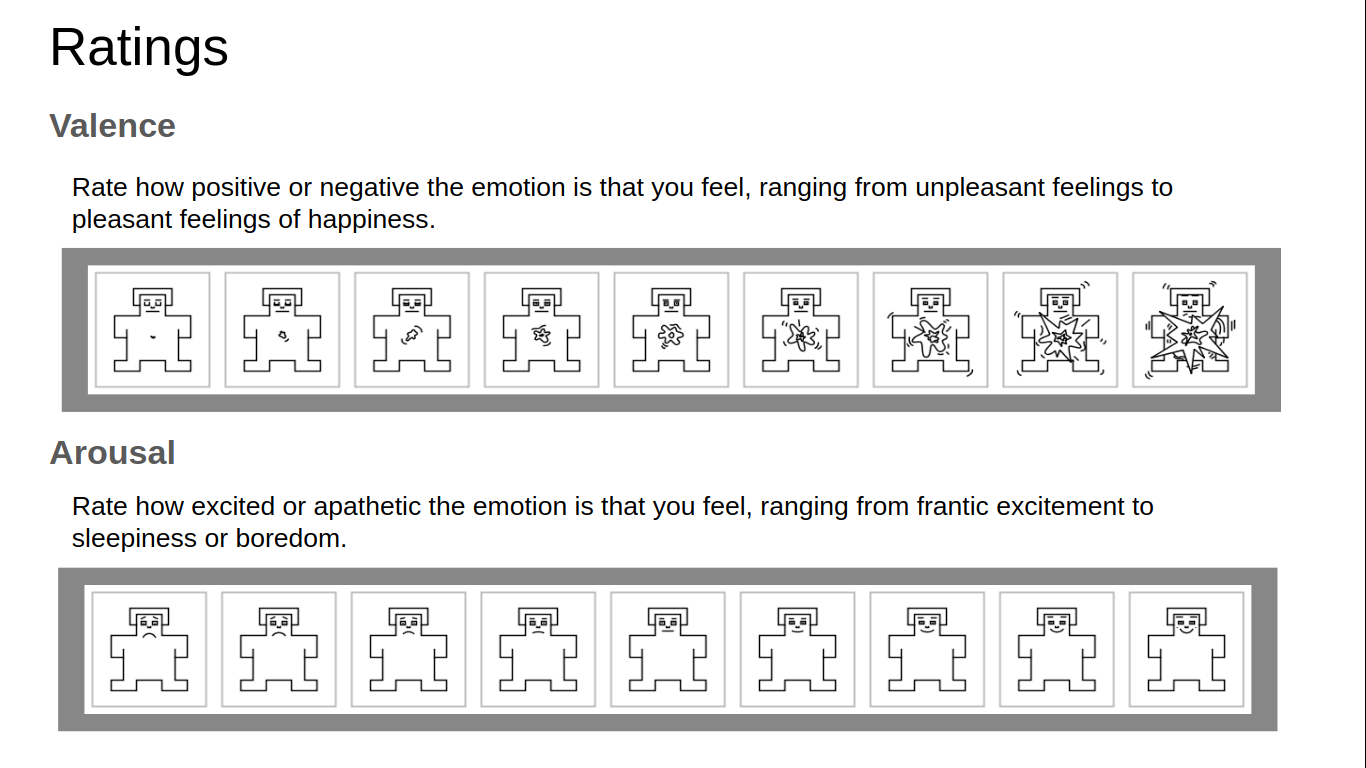 Ratings
Valence
Rate how positive or negative the emotion is that you feel, ranging from unpleasant feelings to
pleasant feelings of happiness.
Arousal
Rate how excited or apathetic the emotion is that you feel, ranging from frantic excitement to
sleepiness or boredom.